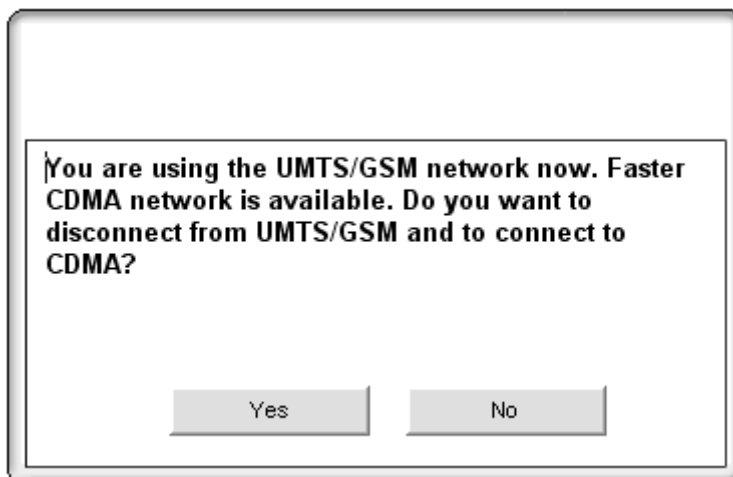 You are using the UMTS/GSM network now. Faster
CDMA network is available. Do you want to
disconnect from UMTS/GSM and to connect to
CDMA?
Yes
No